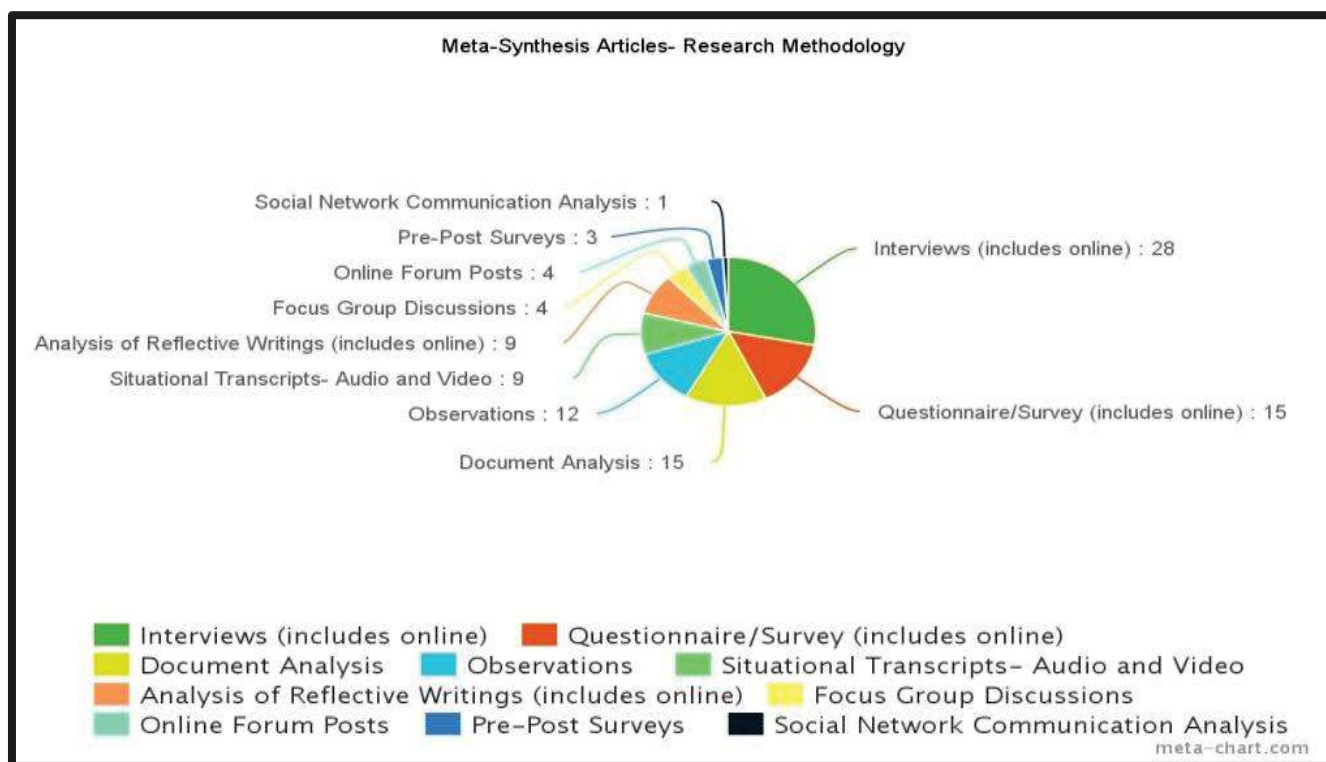 Meta-Synthesis Articles- Research Methodology
Social Network Communication Analysis : 1
Pre-Post Surveys : 3
Online Forum Posts : 4
Focus Group Discussions : 4
Analysis of Reflective Writings (includes online) : 9
Situational Transcripts- Audio and Video : 9
Observations : 12
Document Analysis : 15
Interviews (includes online) : 28
Questionnaire/Survey (includes online) : 15
Interviews (includes online) Questionnaire/Survey (includes online)
Document Analysis Observations Situational Transcripts– Audio and Video
Analysis of Reflective Writings (includes online) Focus Group Discussions
Online Forum Posts Pre–Post Surveys Social Network Communication Analysis
meta-chart.com